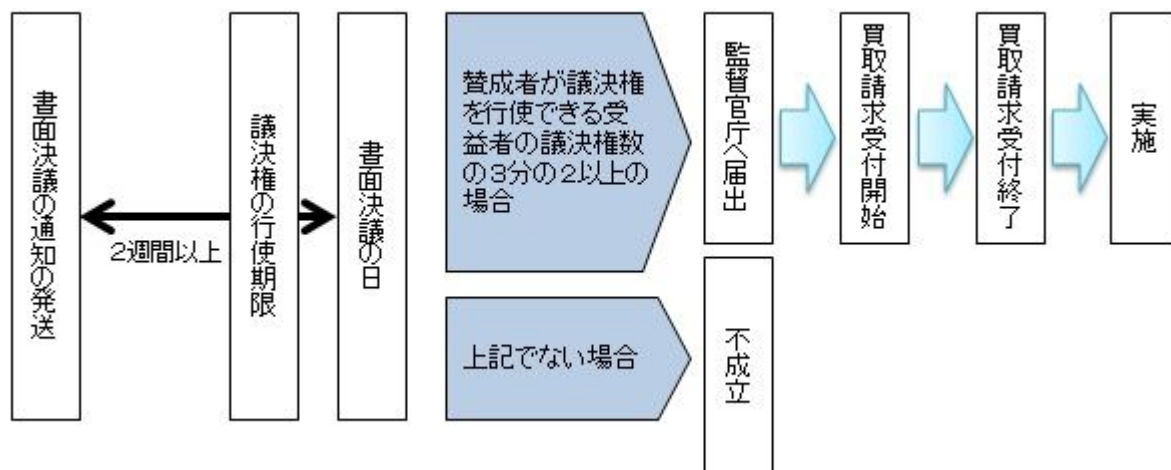 書面決議の通知の発送
2週間以上
議決権の行使期限
書面決議の日
賛成者が議決権
を行使できる受
益者の議決権数
の3分の2以上の
場合
監督官庁へ届出
買取請求受付開始
買取請求受付終了
実施
上記でない場合
不成立